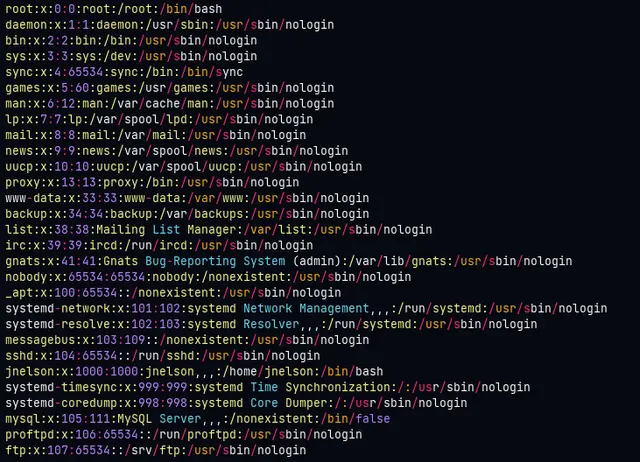 root:x:0:0:root:/root:/bin/bash
daemon:x:1:1:daemon:/usr/sbin:/usr/sbin/nologin
bin:x:2:2:bin:/bin:/usr/sbin/nologin
sys:x:3:3:sys:/dev:/usr/sbin/nologin
sync:x:4:65534:sync:/bin:/bin/sync
games:x:5:60:games:/usr/games:/usr/sbin/nologin
man:x:6:12:man:/var/cache/man:/usr/sbin/nologin
lp:x:7:7:lp:/var/spool/lpd:/usr/sbin/nologin
mail:x:8:8:mail:/var/mail:/usr/sbin/nologin
news:x:9:9:news:/var/spool/news:/usr/sbin/nologin
uucp:x:10:10:uucp:/var/spool/uucp:/usr/sbin/nologin
proxy:x:13:13:proxy:/bin:/usr/sbin/nologin
www-data:x:33:33:www-data:/var/www:/usr/sbin/nologin
backup:x:34:34:backup:/var/backups:/usr/sbin/nologin
list:x:38:38:Mailing List Manager:/var/list:/usr/sbin/nologin
irc:x:39:39:ircd:/run/ircd:/usr/sbin/nologin
gnats:x:41:41:Gnats Bug-Reporting System (admin):/var/lib/gnats:/usr/sbin/nologin
nobody:x:65534:65534:nobody:/nonexistent:/usr/sbin/nologin
_apt:x:100:65534::/nonexistent:/usr/sbin/nologin
systemd-network:x:101:102:systemd Network Management,,,:/run/systemd:/usr/sbin/nologin
systemd-resolve:x:102:103:systemd Resolver,,,:/run/systemd:/usr/sbin/nologin
messagebus:x:103:109::/nonexistent:/usr/sbin/nologin
sshd:x:104:65534::/run/sshd:/usr/sbin/nologin
jnelson:x:1000:1000:jnelson,,,:/home/jnelson:/bin/bash
systemd-timesync:x:999:999:systemd Time Synchronization:/:/usr/sbin/nologin
systemd-coredump:x:998:998:systemd Core Dumper:/:/usr/sbin/nologin
mysql:x:105:111:MySQL Server,,,:/nonexistent:/bin/false
proftpd:x:106:65534::/run/proftpd:/usr/sbin/nologin
ftp:x:107:65534::/srv/ftp:/usr/sbin/nologin